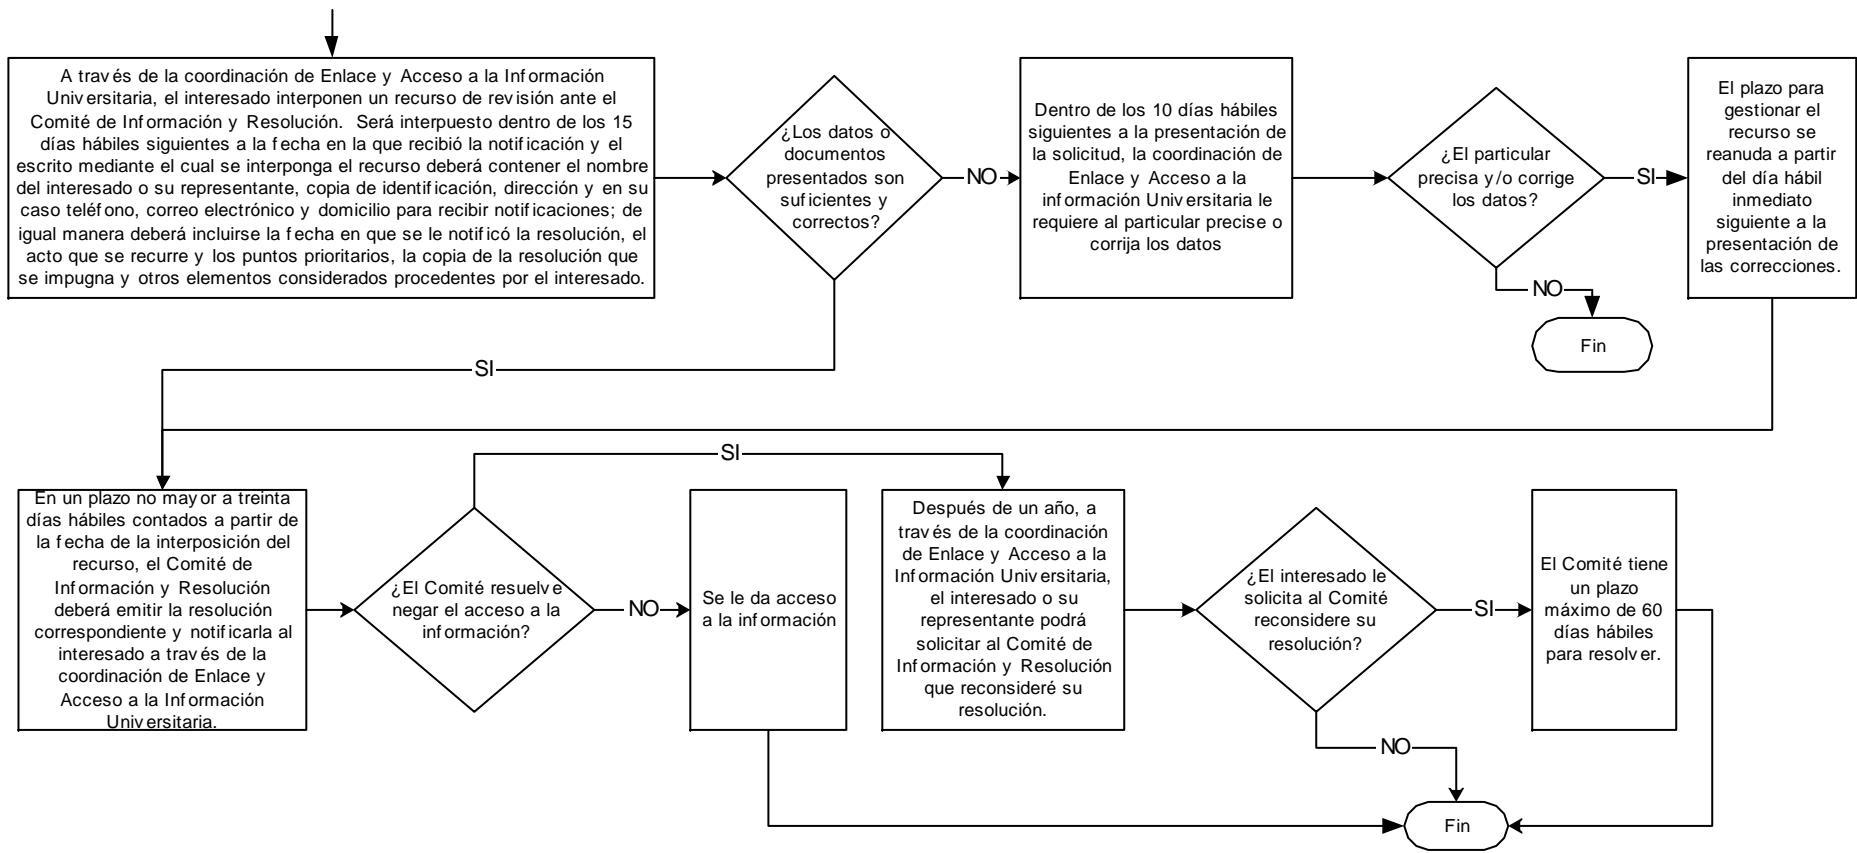 A través de la coordinación de Enlace y Acceso a la Información
Universitaria, el interesado interponen un recurso de revisión ante el
Comité de Información y Resolución. Será interpuesto dentro de los 15
días hábiles siguientes a la fecha en la que recibió la notificación y el
escrito mediante el cual se interponga el recurso deberá contener el nombre
del interesado o su representante, copia de identificación, dirección y en su
caso teléfono, correo electrónico y domicilio para recibir notificaciones; de
igual manera deberá incluirse la fecha en que se le notificó la resolución, el
acto que se recurre y los puntos prioritarios, la copia de la resolución que
se impugna y otros elementos considerados procedentes por el interesado.
¿Los datos o
documentos
presentados son
suficientes y
correctos?
NO
Dentro de los 10 días hábiles
siguientes a la presentación de
la solicitud, la coordinación de
Enlace y Acceso a la
información Universitaria le
requiere al particular precise o
corrija los datos
¿El particular
precisa y/o corrige
los datos?
SI
El plazo para
gestionar el
recurso se
reanuda a partir
del día hábil
inmediato
siguiente a la
presentación de
las correcciones.
NO
Fin
SI
SI
En un plazo no mayor a treinta
días hábiles contados a partir de
la fecha de la interposición del
recurso, el Comité de
Información y Resolución
deberá emitir la resolución
correspondiente y notificarla al
interesado a través de la
coordinación de Enlace y
Acceso a la Información
Universitaria.
¿El Comité resuelve
negar el acceso a la
información?
NO
Se le da acceso
a la información
Después de un año, a
través de la coordinación
de Enlace y Acceso a la
Información Universitaria,
el interesado o su
representante podrá
solicitar al Comité de
Información y Resolución
que reconsideré su
resolución.
¿El interesado le
solicita al Comité
reconsidere su
resolución?
SI
El Comité tiene
un plazo
máximo de 60
días hábiles
para resolver.
NO
Fin